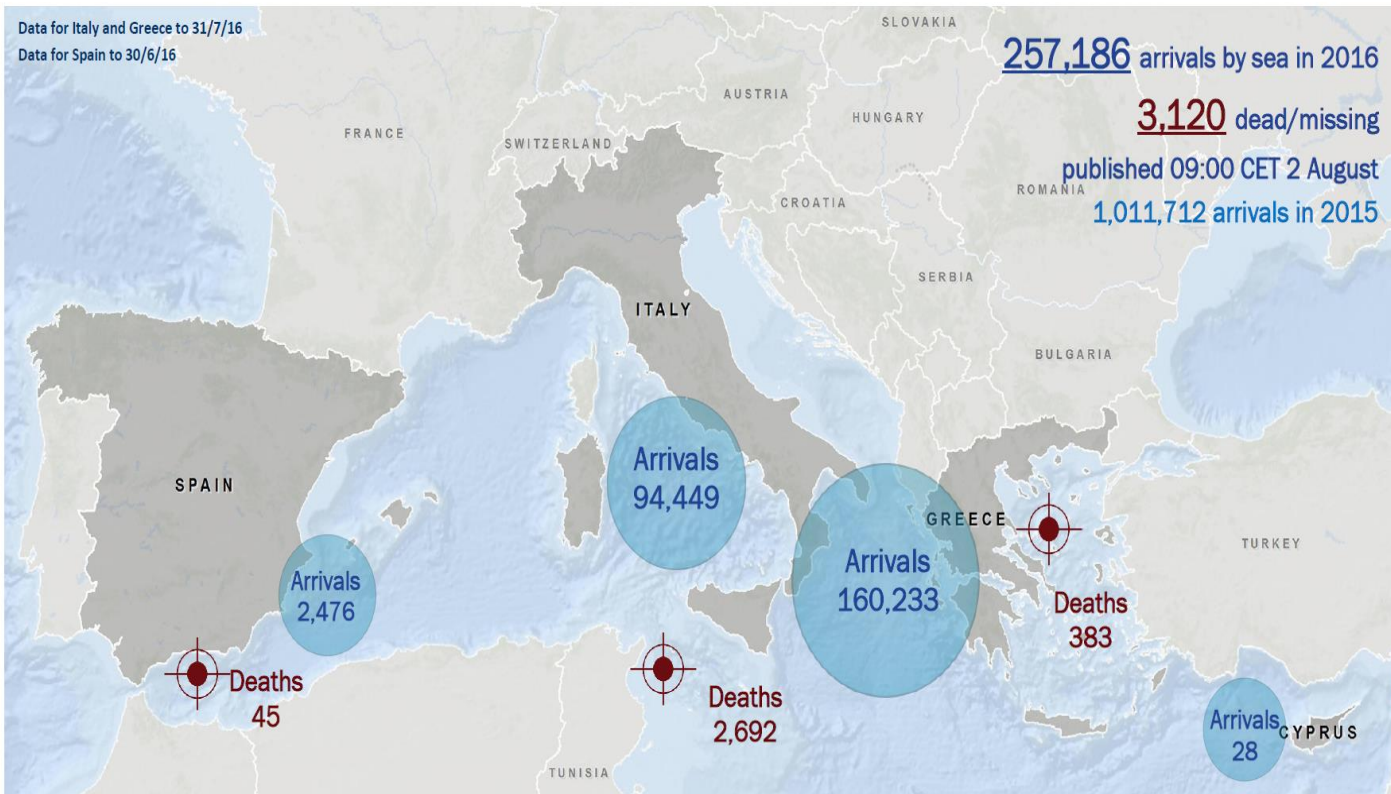 Data for Italy and Greece to 31/7/16
Data for Spain to 30/6/16
257,186 arrivals by sea in 2016
3,120 dead/missing
published 09:00 CET 2 August
1,011,712 arrivals in 2015
SLOVAKIA
AUSTRIA
HUNGARY
FRANCE
SWITZERLAND
ROMANIA
CROATIA
SERBIA
ITALY
BULGARIA
SPAIN
Arrivals
94,449
GREECE
TURKEY
Arrivals
160,233
Arrivals
2,476
Deaths
383
Deaths
45
Deaths
2,692
Arrivals
28
CYPRUS
TUNISIA